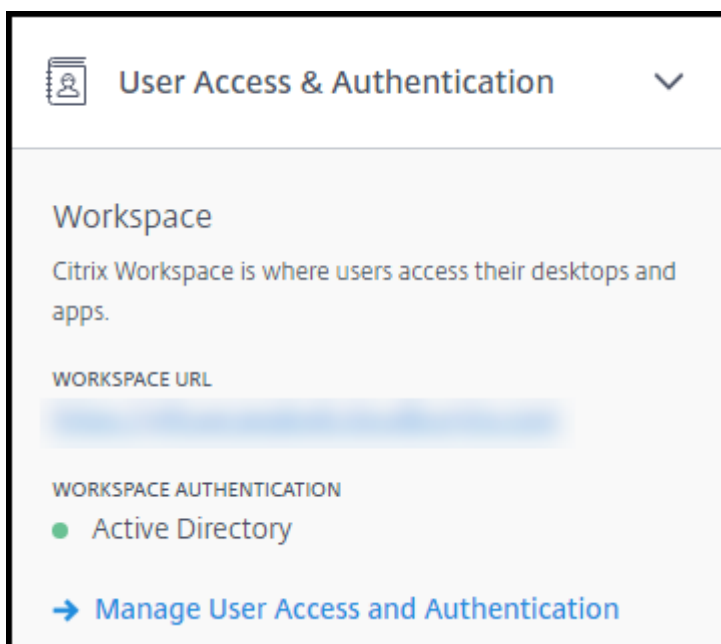 User Access & Authentication
Workspace
Citrix Workspace is where users access their desktops and
apps.
WORKSPACE URL
WORKSPACE AUTHENTICATION
Active Directory
Manage User Access and Authentication